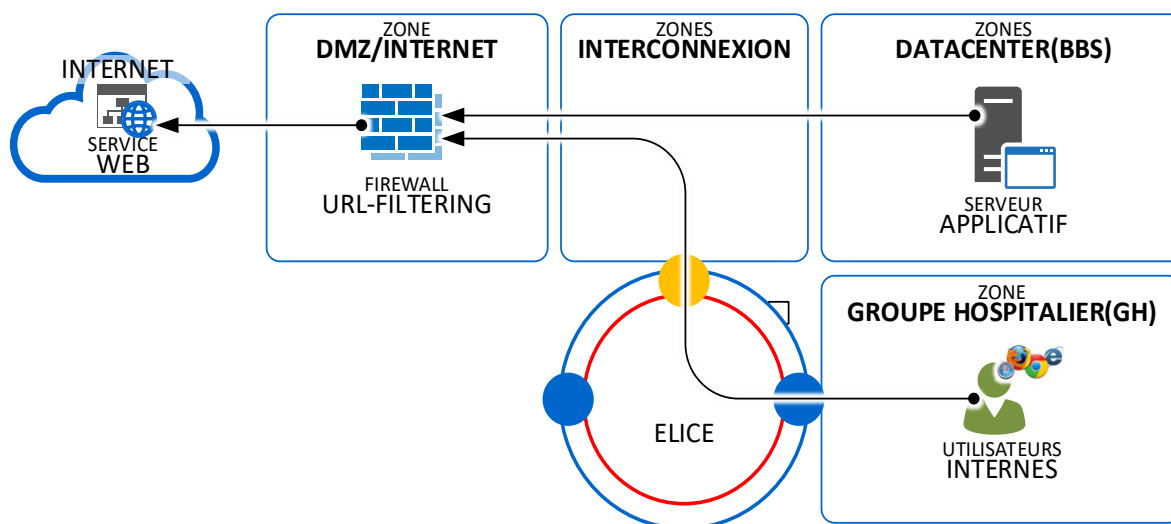 INTERNET
SERVICE
WEB
ZONE
DMZ/INTERNET
FIREWALL
URL-FILTERING
ZONES
INTERCONNEXION
ZONES
DATACENTER(BBS)
SERVEUR
APPLICATIF
ELICE
ZONE
GROUPE HOSPITALIER(GH)
UTILISATEURS
INTERNES